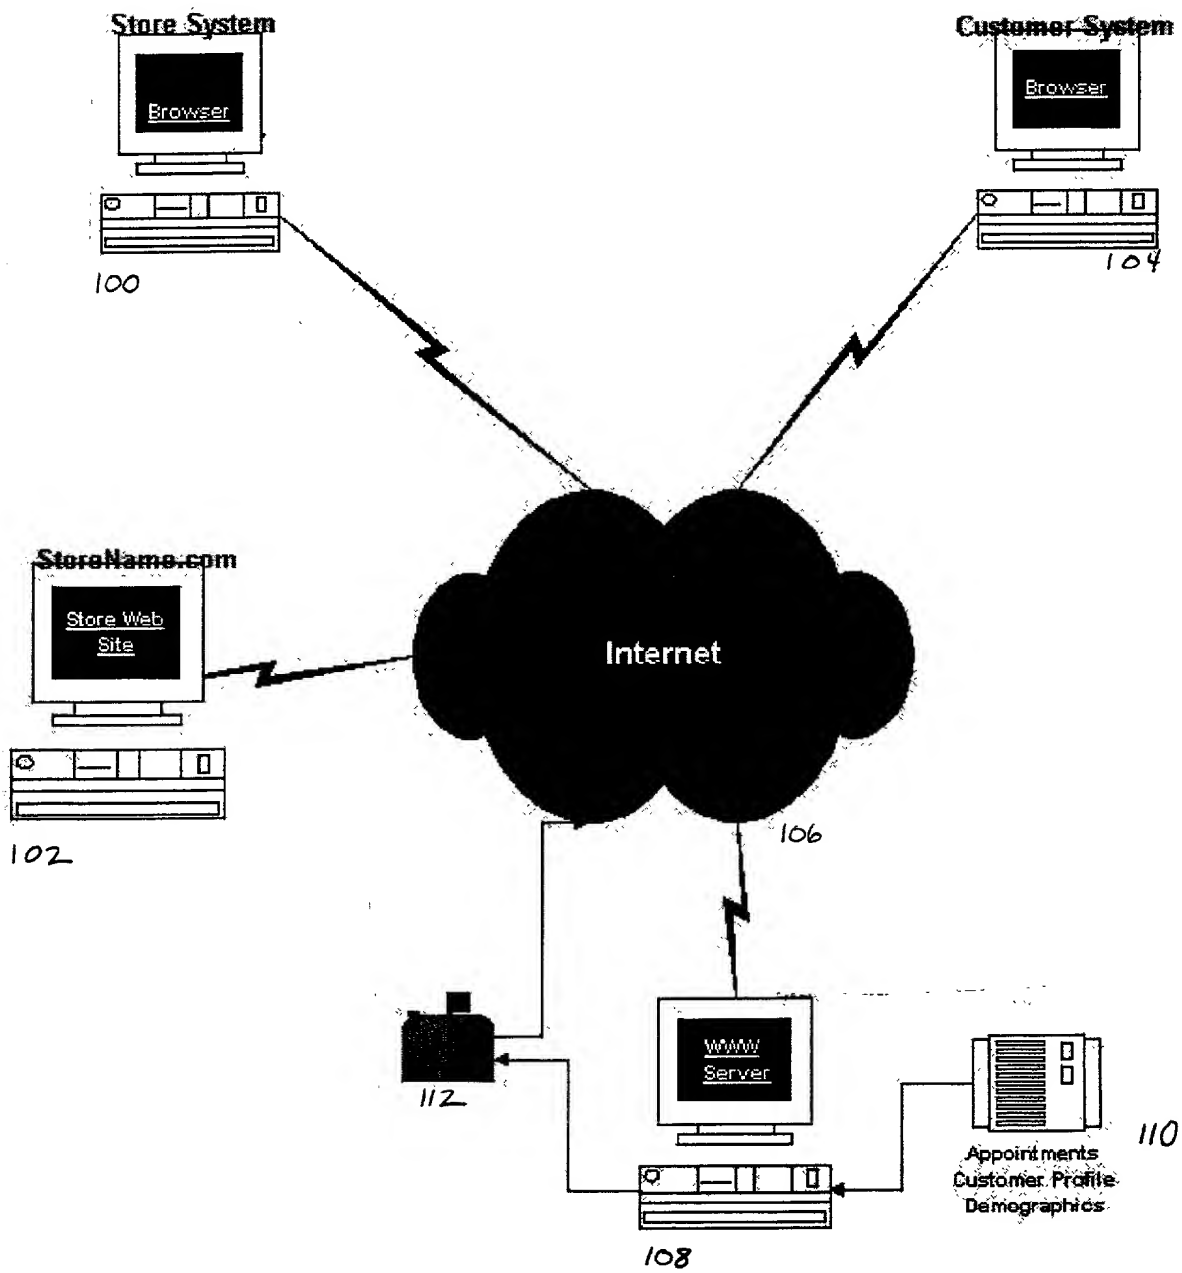 Store System
Customer System
Browser
Browser
100
104
StoreName.com
Store Web
Site
Internet
102
106
WWW
Server
112
110
Appointments
Customer Profile
Demographics
108